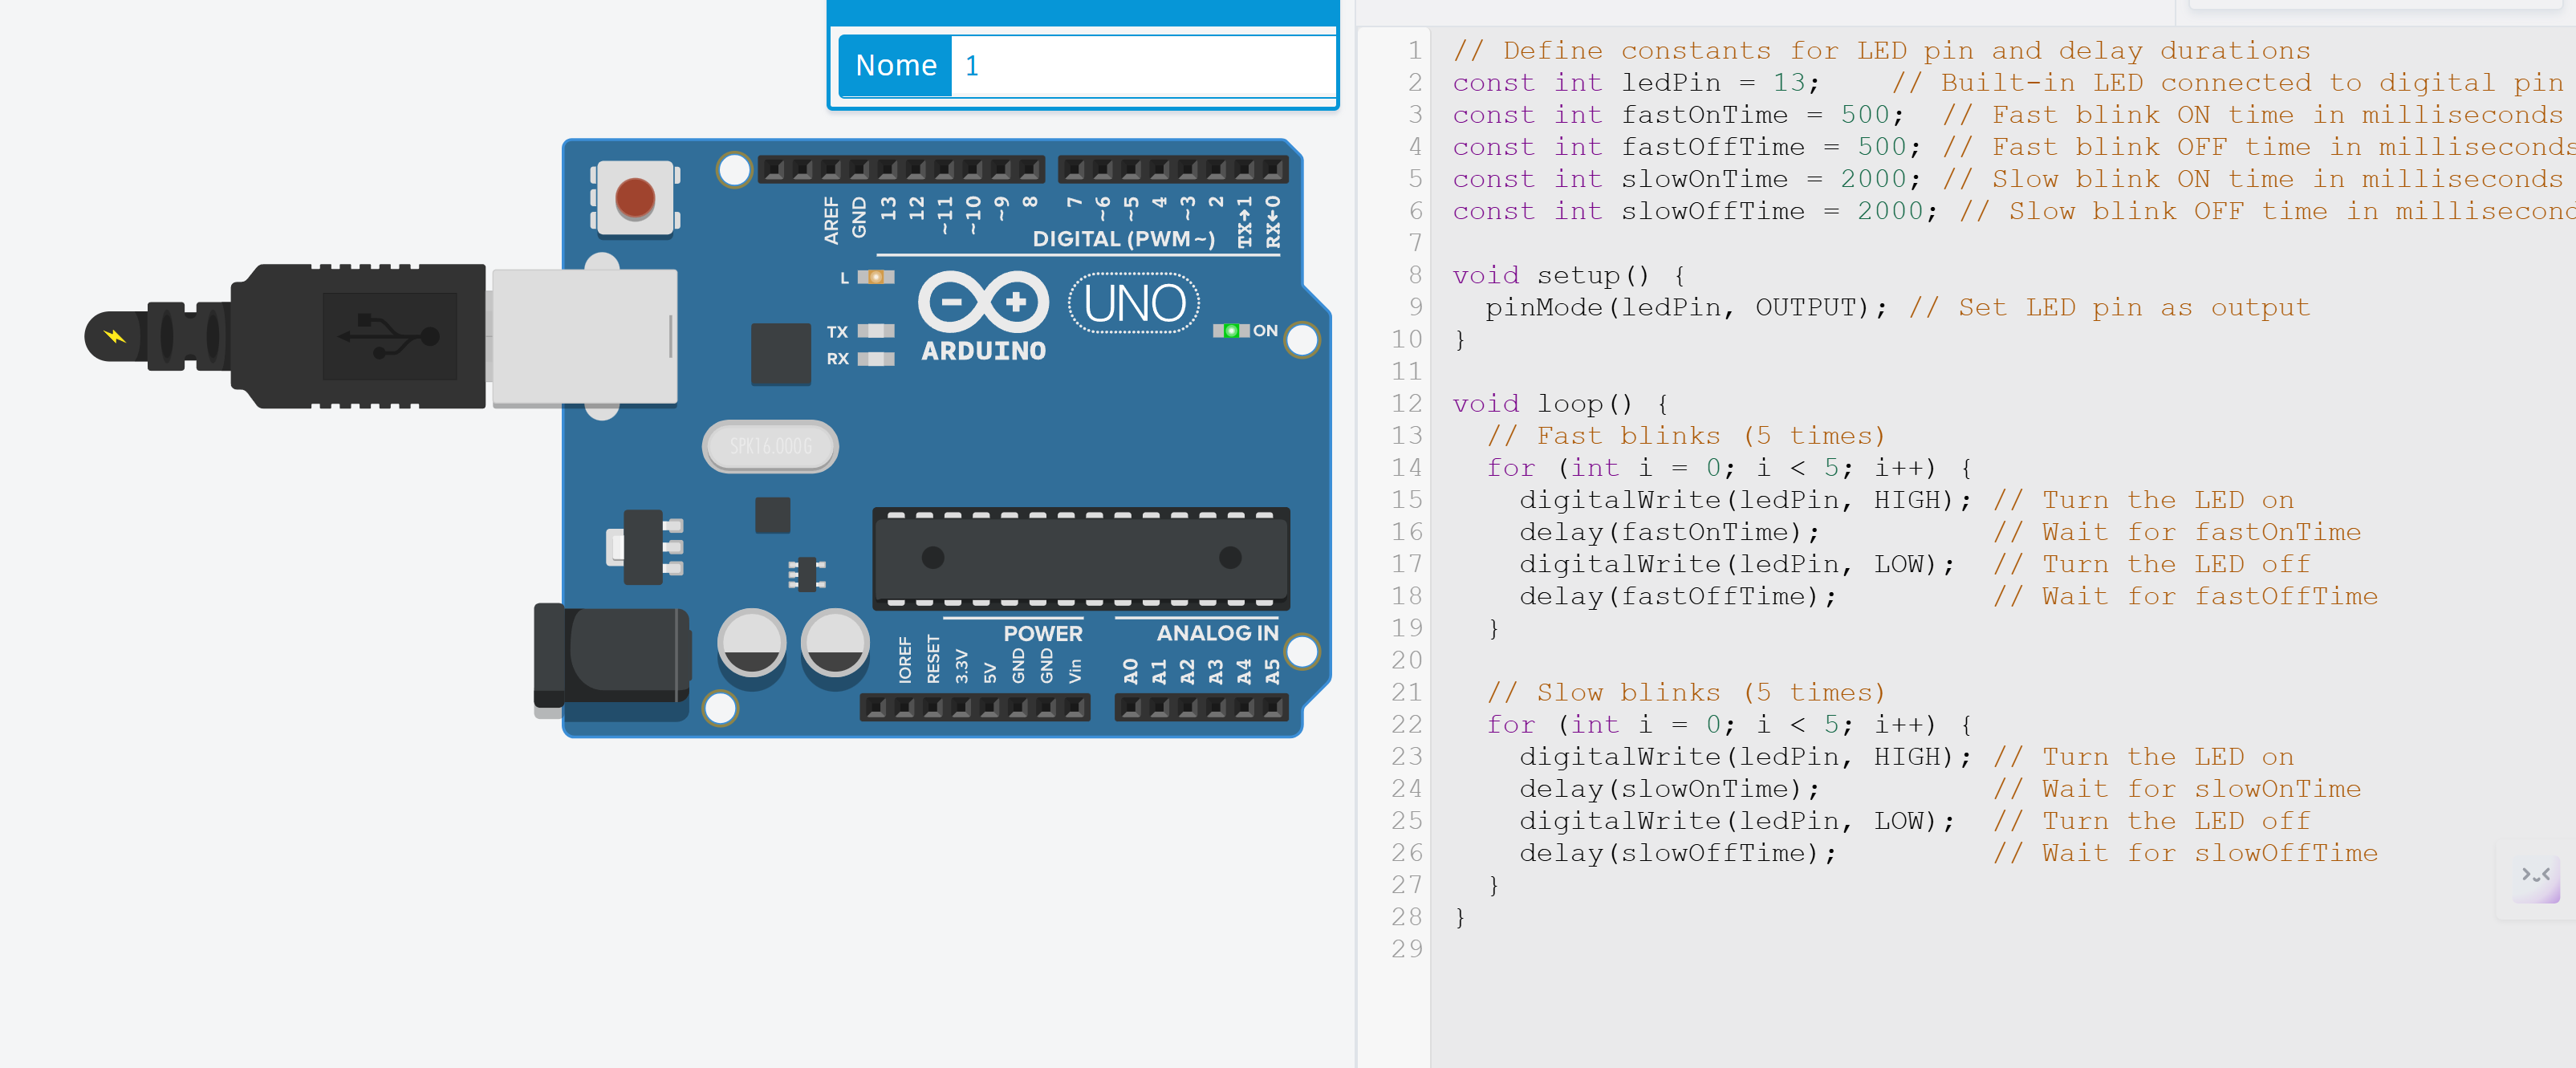 Nome 1
AREF
GND
13
12
~11
~10
~9
8
7
~6
~5
4
~3
2
TX→1
RX←0
DIGITAL (PWM~)
L
TX
RX
ARDUINO
UNO
ON
SPK16.000G
POWER
ANALOG IN
IOREF
RESET
3.3V
5V
GND
GND
Vin
A0
A1
A2
A3
A4
A5
1 // Define constants for LED pin and delay durations
2 const int ledPin = 13;    // Built-in LED connected to digital pin
3 const int fastOnTime = 500;  // Fast blink ON time in milliseconds
4 const int fastOffTime = 500; // Fast blink OFF time in milliseconds
5 const int slowOnTime = 2000; // Slow blink ON time in milliseconds
6 const int slowOffTime = 2000; // Slow blink OFF time in millisecond
7
8 void setup() {
9   pinMode(ledPin, OUTPUT); // Set LED pin as output
10 }
11
12 void loop() {
13   // Fast blinks (5 times)
14   for (int i = 0; i < 5; i++) {
15     digitalWrite(ledPin, HIGH); // Turn the LED on
16     delay(fastOnTime);          // Wait for fastOnTime
17     digitalWrite(ledPin, LOW);  // Turn the LED off
18     delay(fastOffTime);         // Wait for fastOffTime
19   }
20
21   // Slow blinks (5 times)
22   for (int i = 0; i < 5; i++) {
23     digitalWrite(ledPin, HIGH); // Turn the LED on
24     delay(slowOnTime);          // Wait for slowOnTime
25     digitalWrite(ledPin, LOW);  // Turn the LED off
26     delay(slowOffTime);         // Wait for slowOffTime
27   }
28 }
29